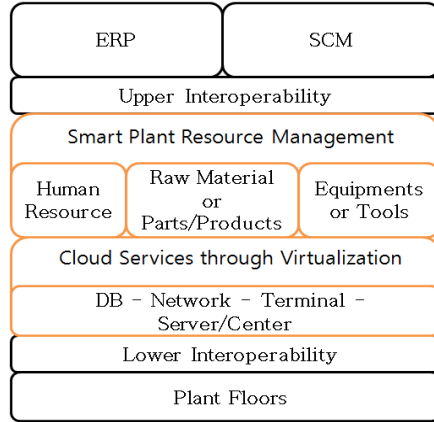 ERP
SCM
Upper Interoperability
Smart Plant Resource Management
Human
Resource
Raw Material
or
Parts/Products
Equipments
or Tools
Cloud Services through Virtualization
DB - Network - Terminal -
Server/Center
Lower Interoperability
Plant Floors